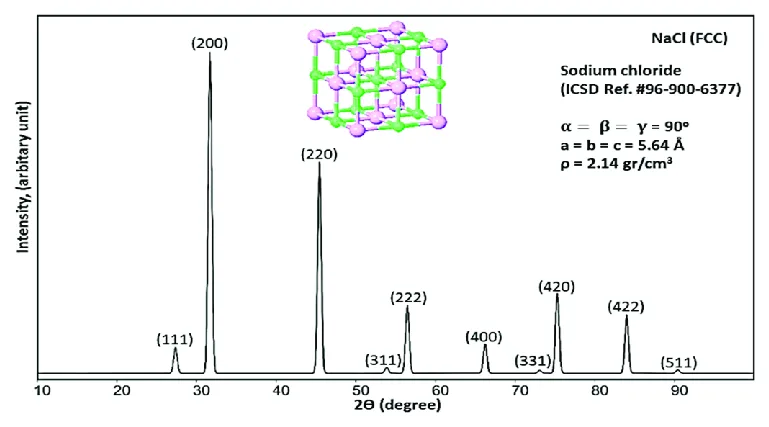 (200)
NaCl (FCC)
Sodium chloride
(ICSD Ref. #96-900-6377)
α = β = γ = 90°
a = b = c = 5.64 Å
ρ = 2.14 gr/cm³
(220)
(111)
(311)
(222)
(400)
(331)
(420)
(422)
(511)
Intensity, (arbitary unit)
10 20 30 40 50 60 70 80 90
2Θ (degree)